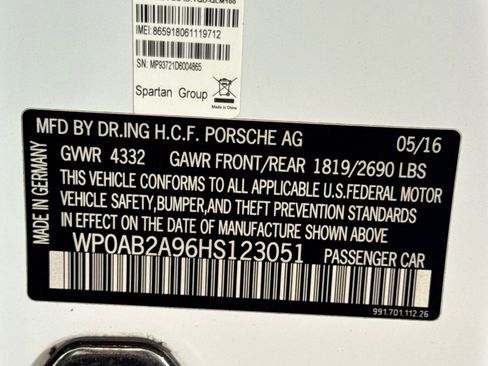 IMEI:865918061119712
SN: MP93721D6004865
Spartan Group
Made in China
MFD BY DR.ING H.C.F. PORSCHE AG 05/16
GVWR 4332 GAWR FRONT/REAR 1819/2690 LBS
THIS VEHICLE CONFORMS TO ALL APPLICABLE U.S.FEDERAL MOTOR
VEHICLE SAFETY,BUMPER,AND THEFT PREVENTION STANDARDS
IN EFFECT ON THE DATE OF MANUFACTURE SHOWN ABOVE.
WP0AB2A96HS123051 PASSENGER CAR
MADE IN GERMANY
991.701.112.26